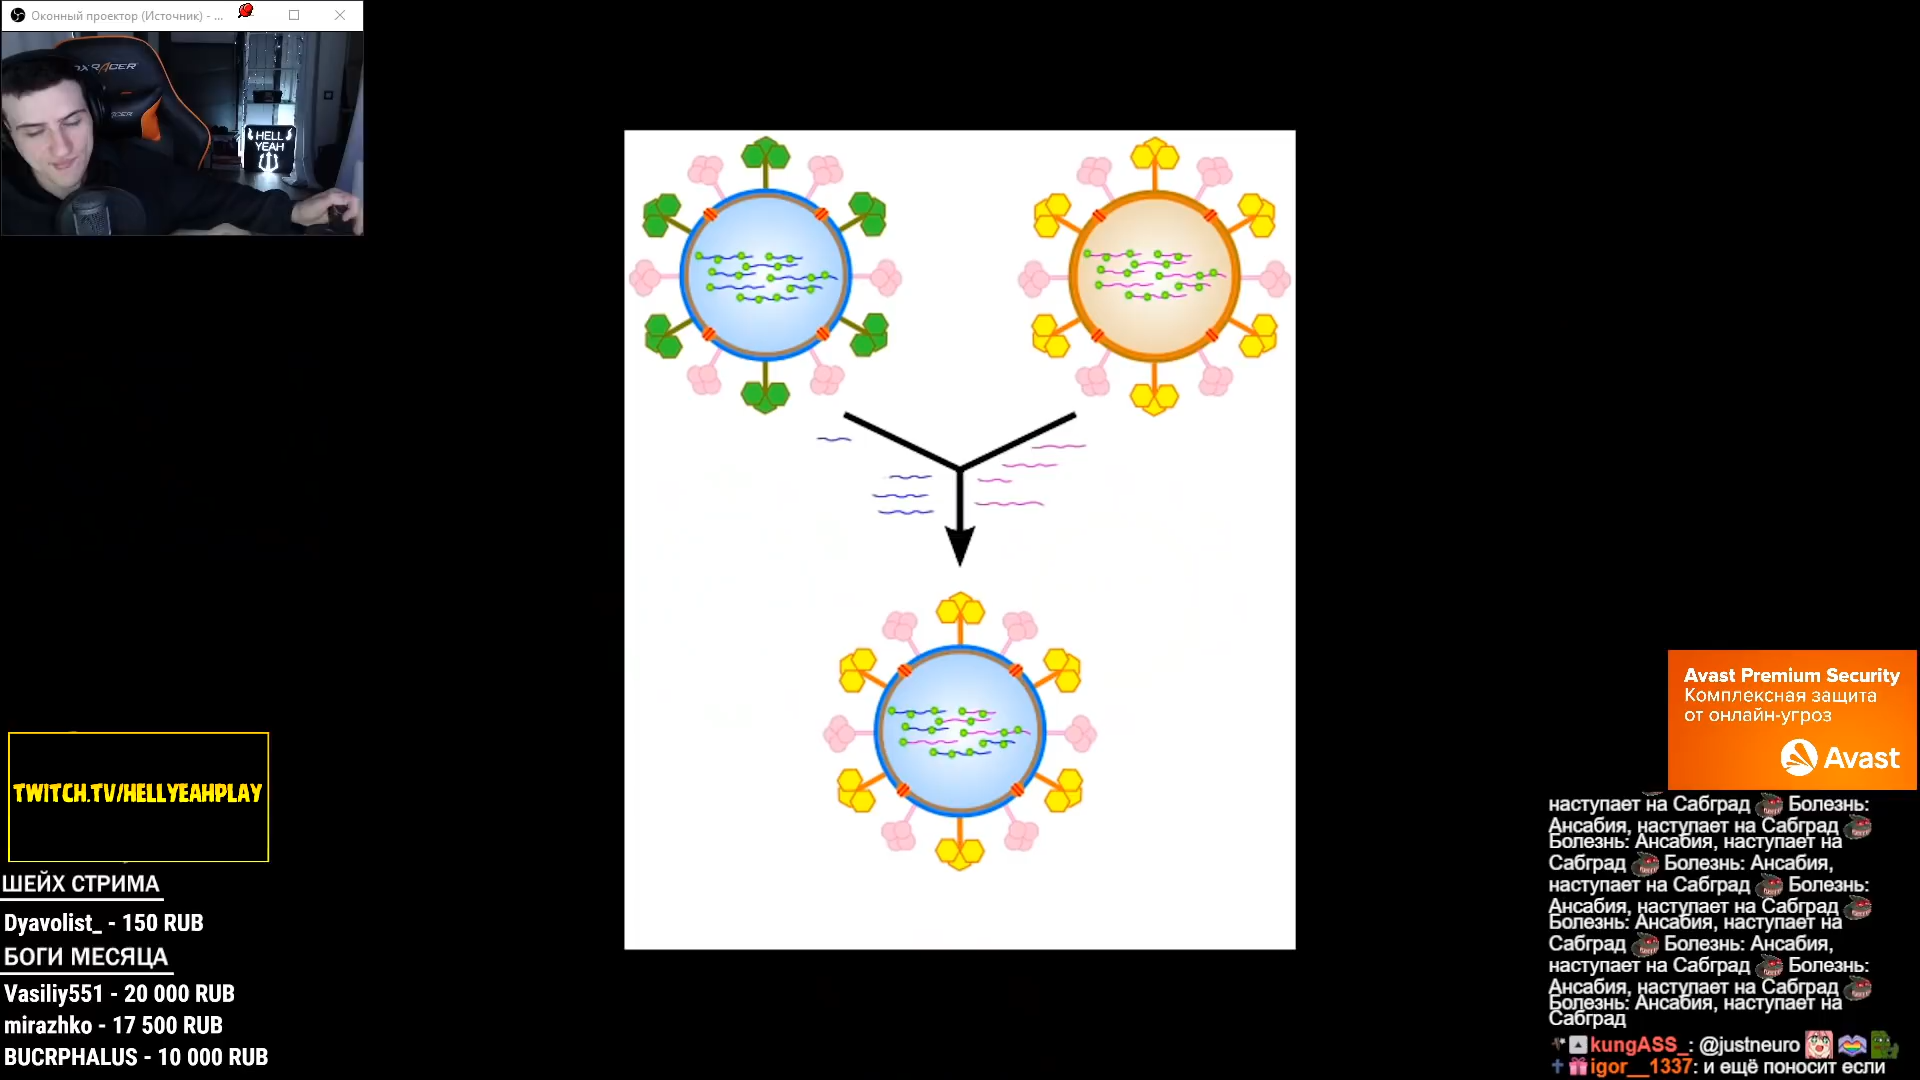 Оконный проектор (Источник) - ...
HELL
YEAH
Avast Premium Security
Комплексная защита
от онлайн-угроз
Avast
TWITCH.TV/HELLYEAHPLAY
ШЕЙХ СТРИМА
Dyavolist_ - 150 RUB
БОГИ МЕСЯЦА
Vasiliy551 - 20 000 RUB
mirazhko - 17 500 RUB
BUCRPHALUS - 10 000 RUB
наступает на Сабград Болезнь:
Ансабия, наступает на Сабград
Болезнь: Ансабия, наступает на
Сабград Болезнь: Ансабия,
наступает на Сабград Болезнь:
Ансабия, наступает на Сабград
Болезнь: Ансабия, наступает на
Сабград Болезнь: Ансабия,
наступает на Сабград Болезнь:
Ансабия, наступает на Сабград
Болезнь: Ансабия, наступает на
Сабград
kungASS_: @justneuro
igor__1337: и ещё поносит если